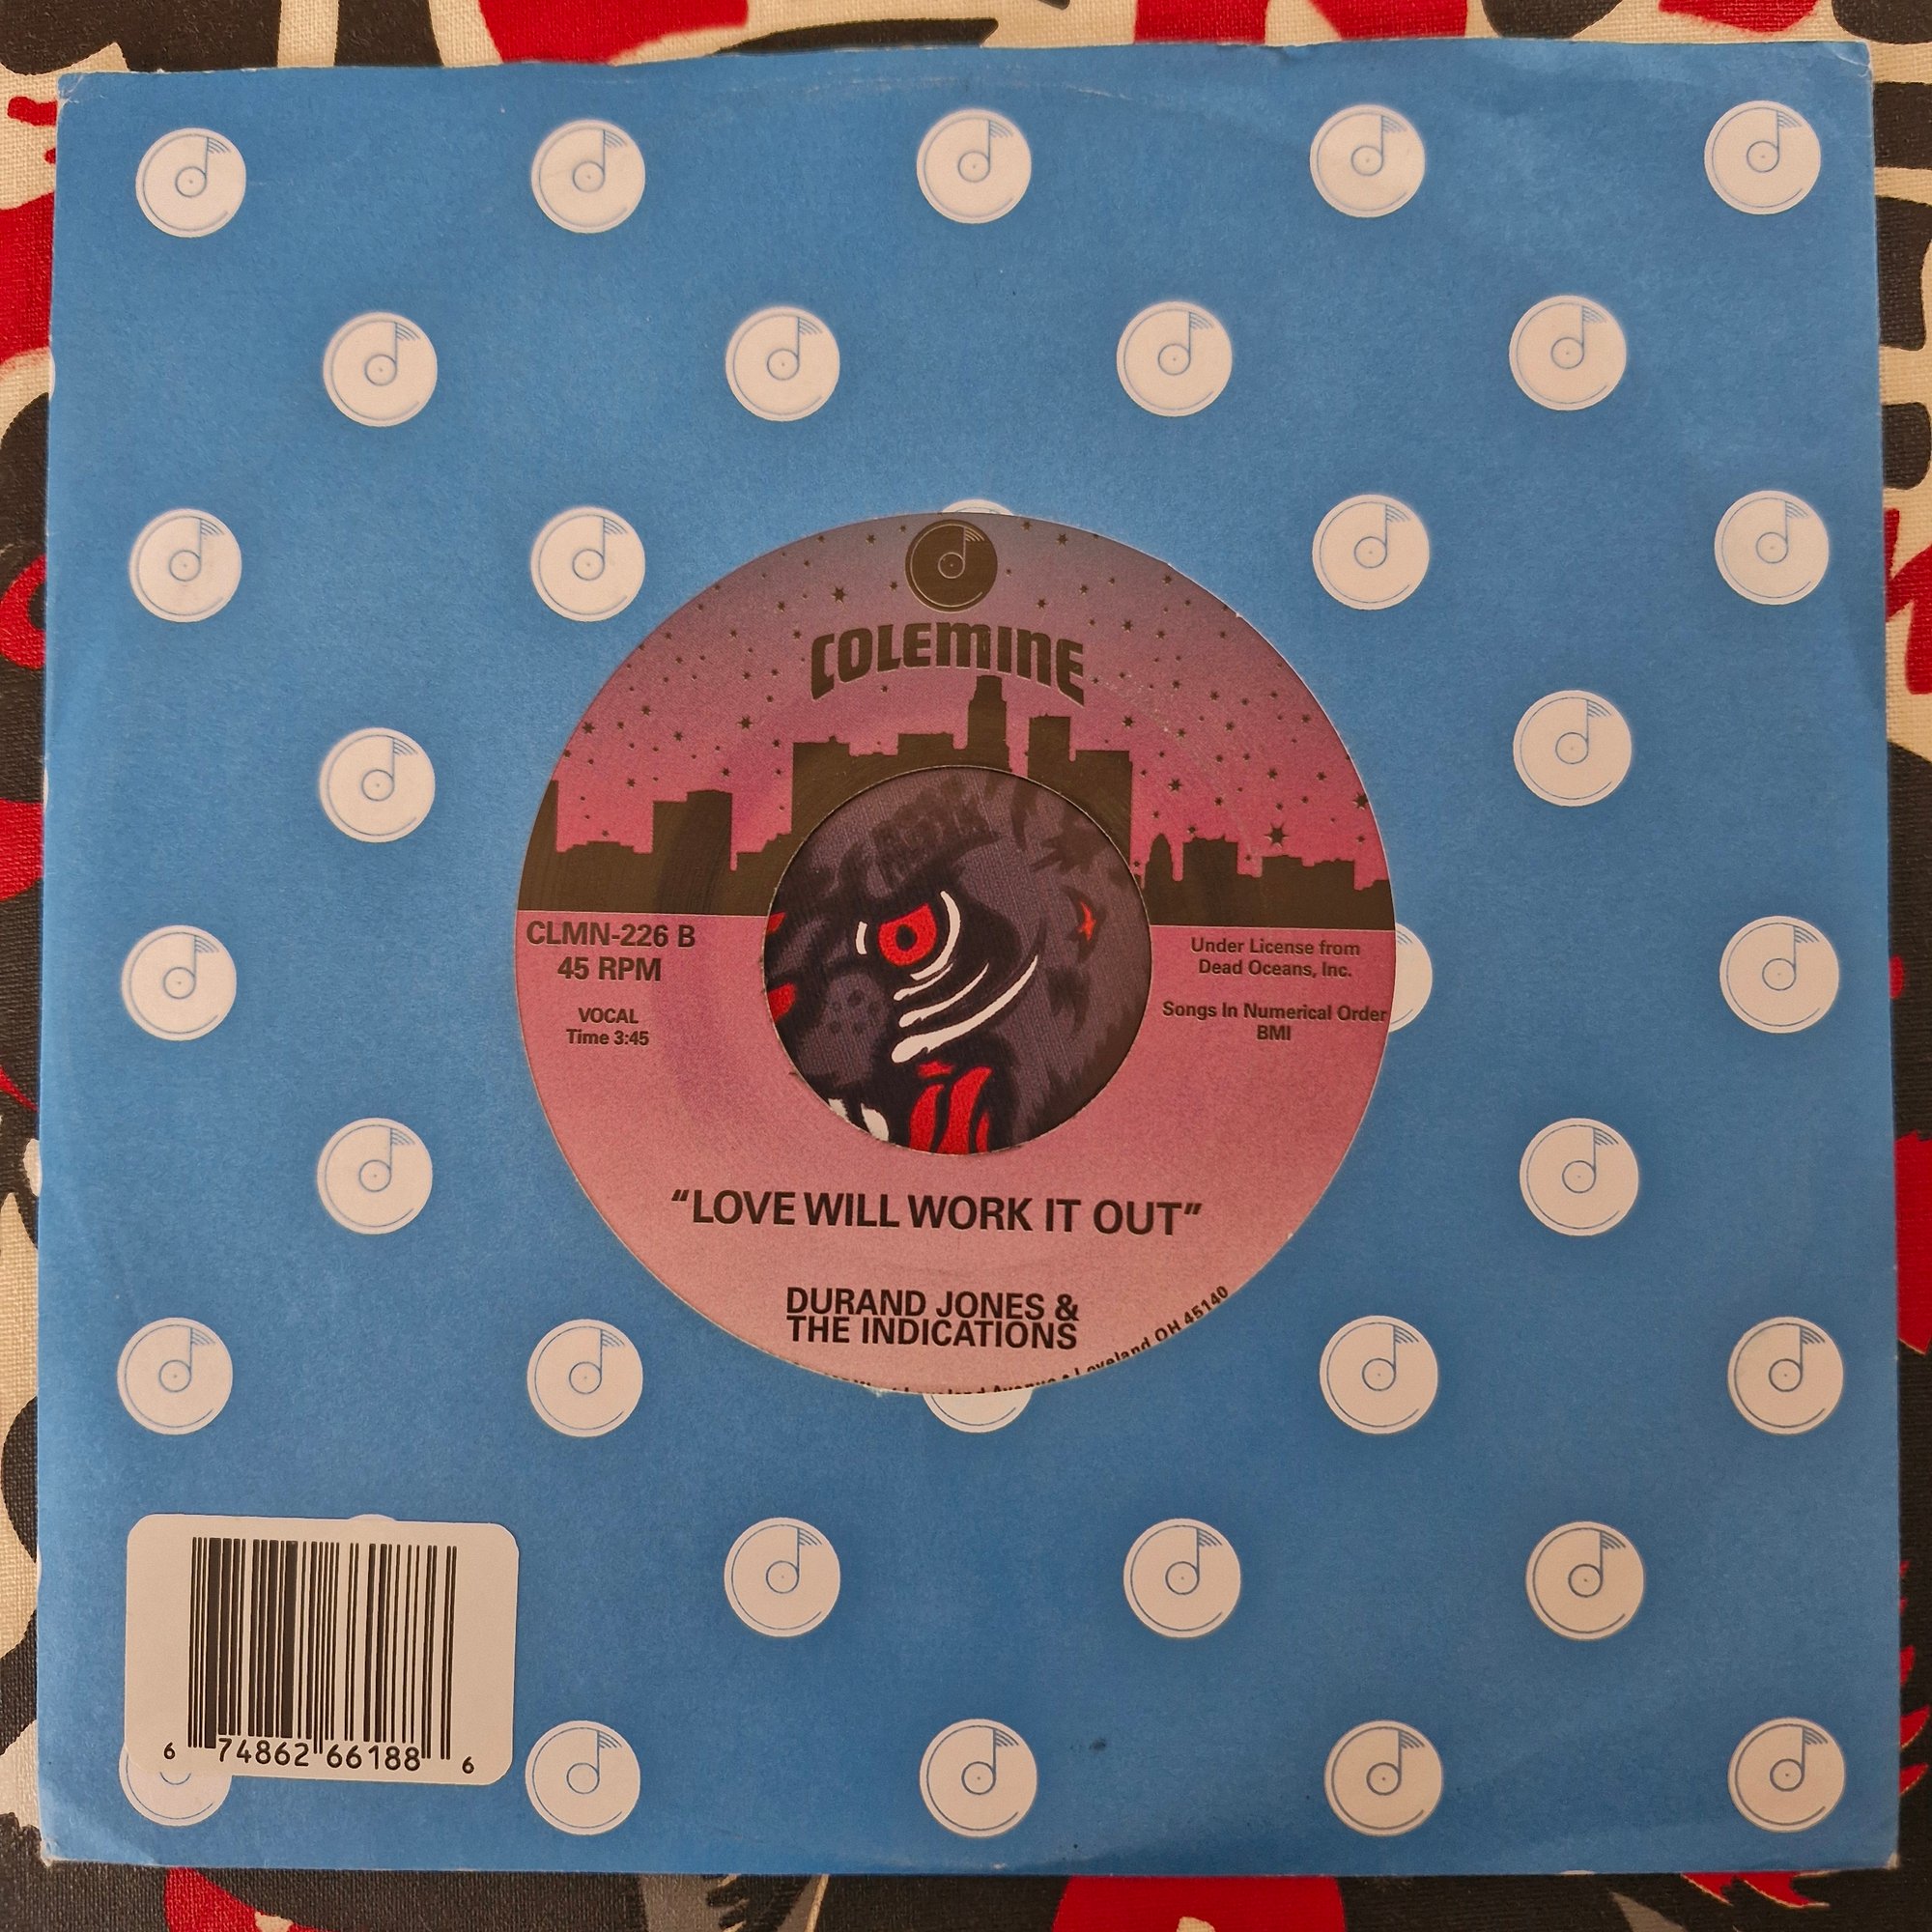 COLEMINE
CLMN-226 B
45 RPM
VOCAL
Time 3:45
Under License from
Dead Oceans, Inc.
Songs In Numerical Order
BMI
“LOVE WILL WORK IT OUT”
DURAND JONES &
THE INDICATIONS
Avenue • Loveland OH 45140
6 74862 66188 6